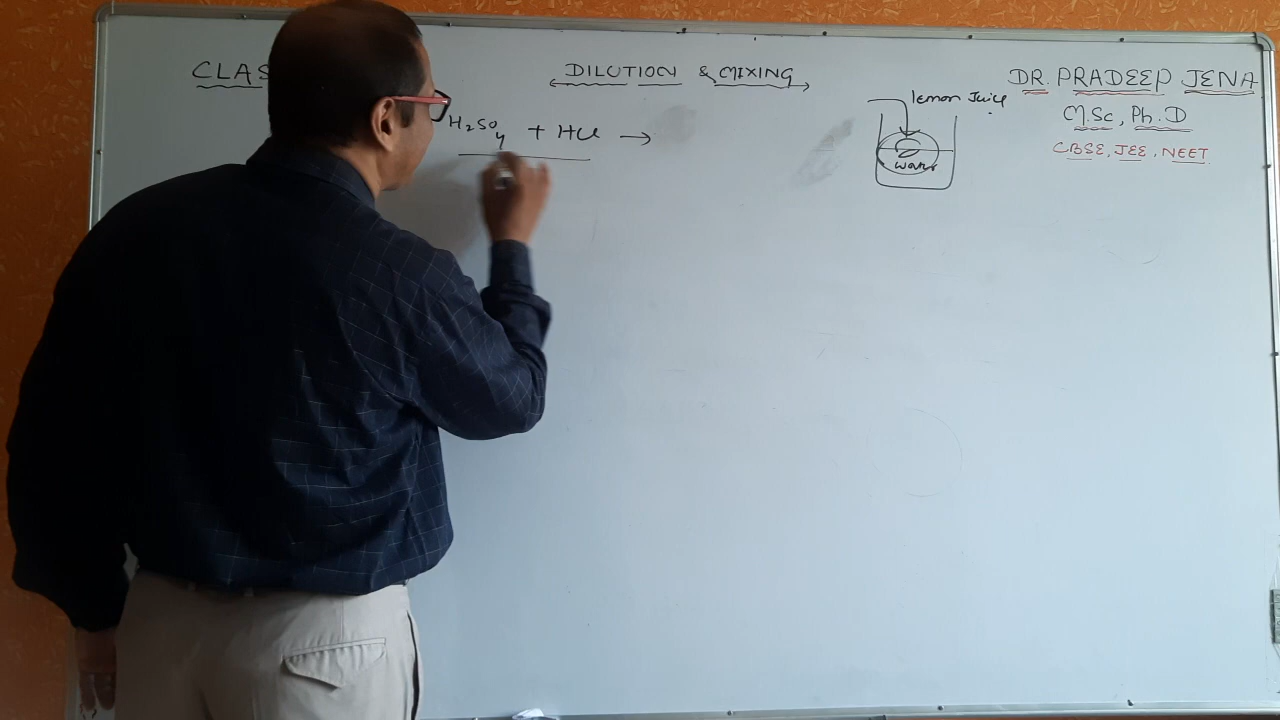 CLAS
DILUTION & MIXING
DR. PRADEEP JENA
M.Sc, Ph.D
CBSE, JEE, NEET
H₂SO₄ + HCl →
lemon Juice
water